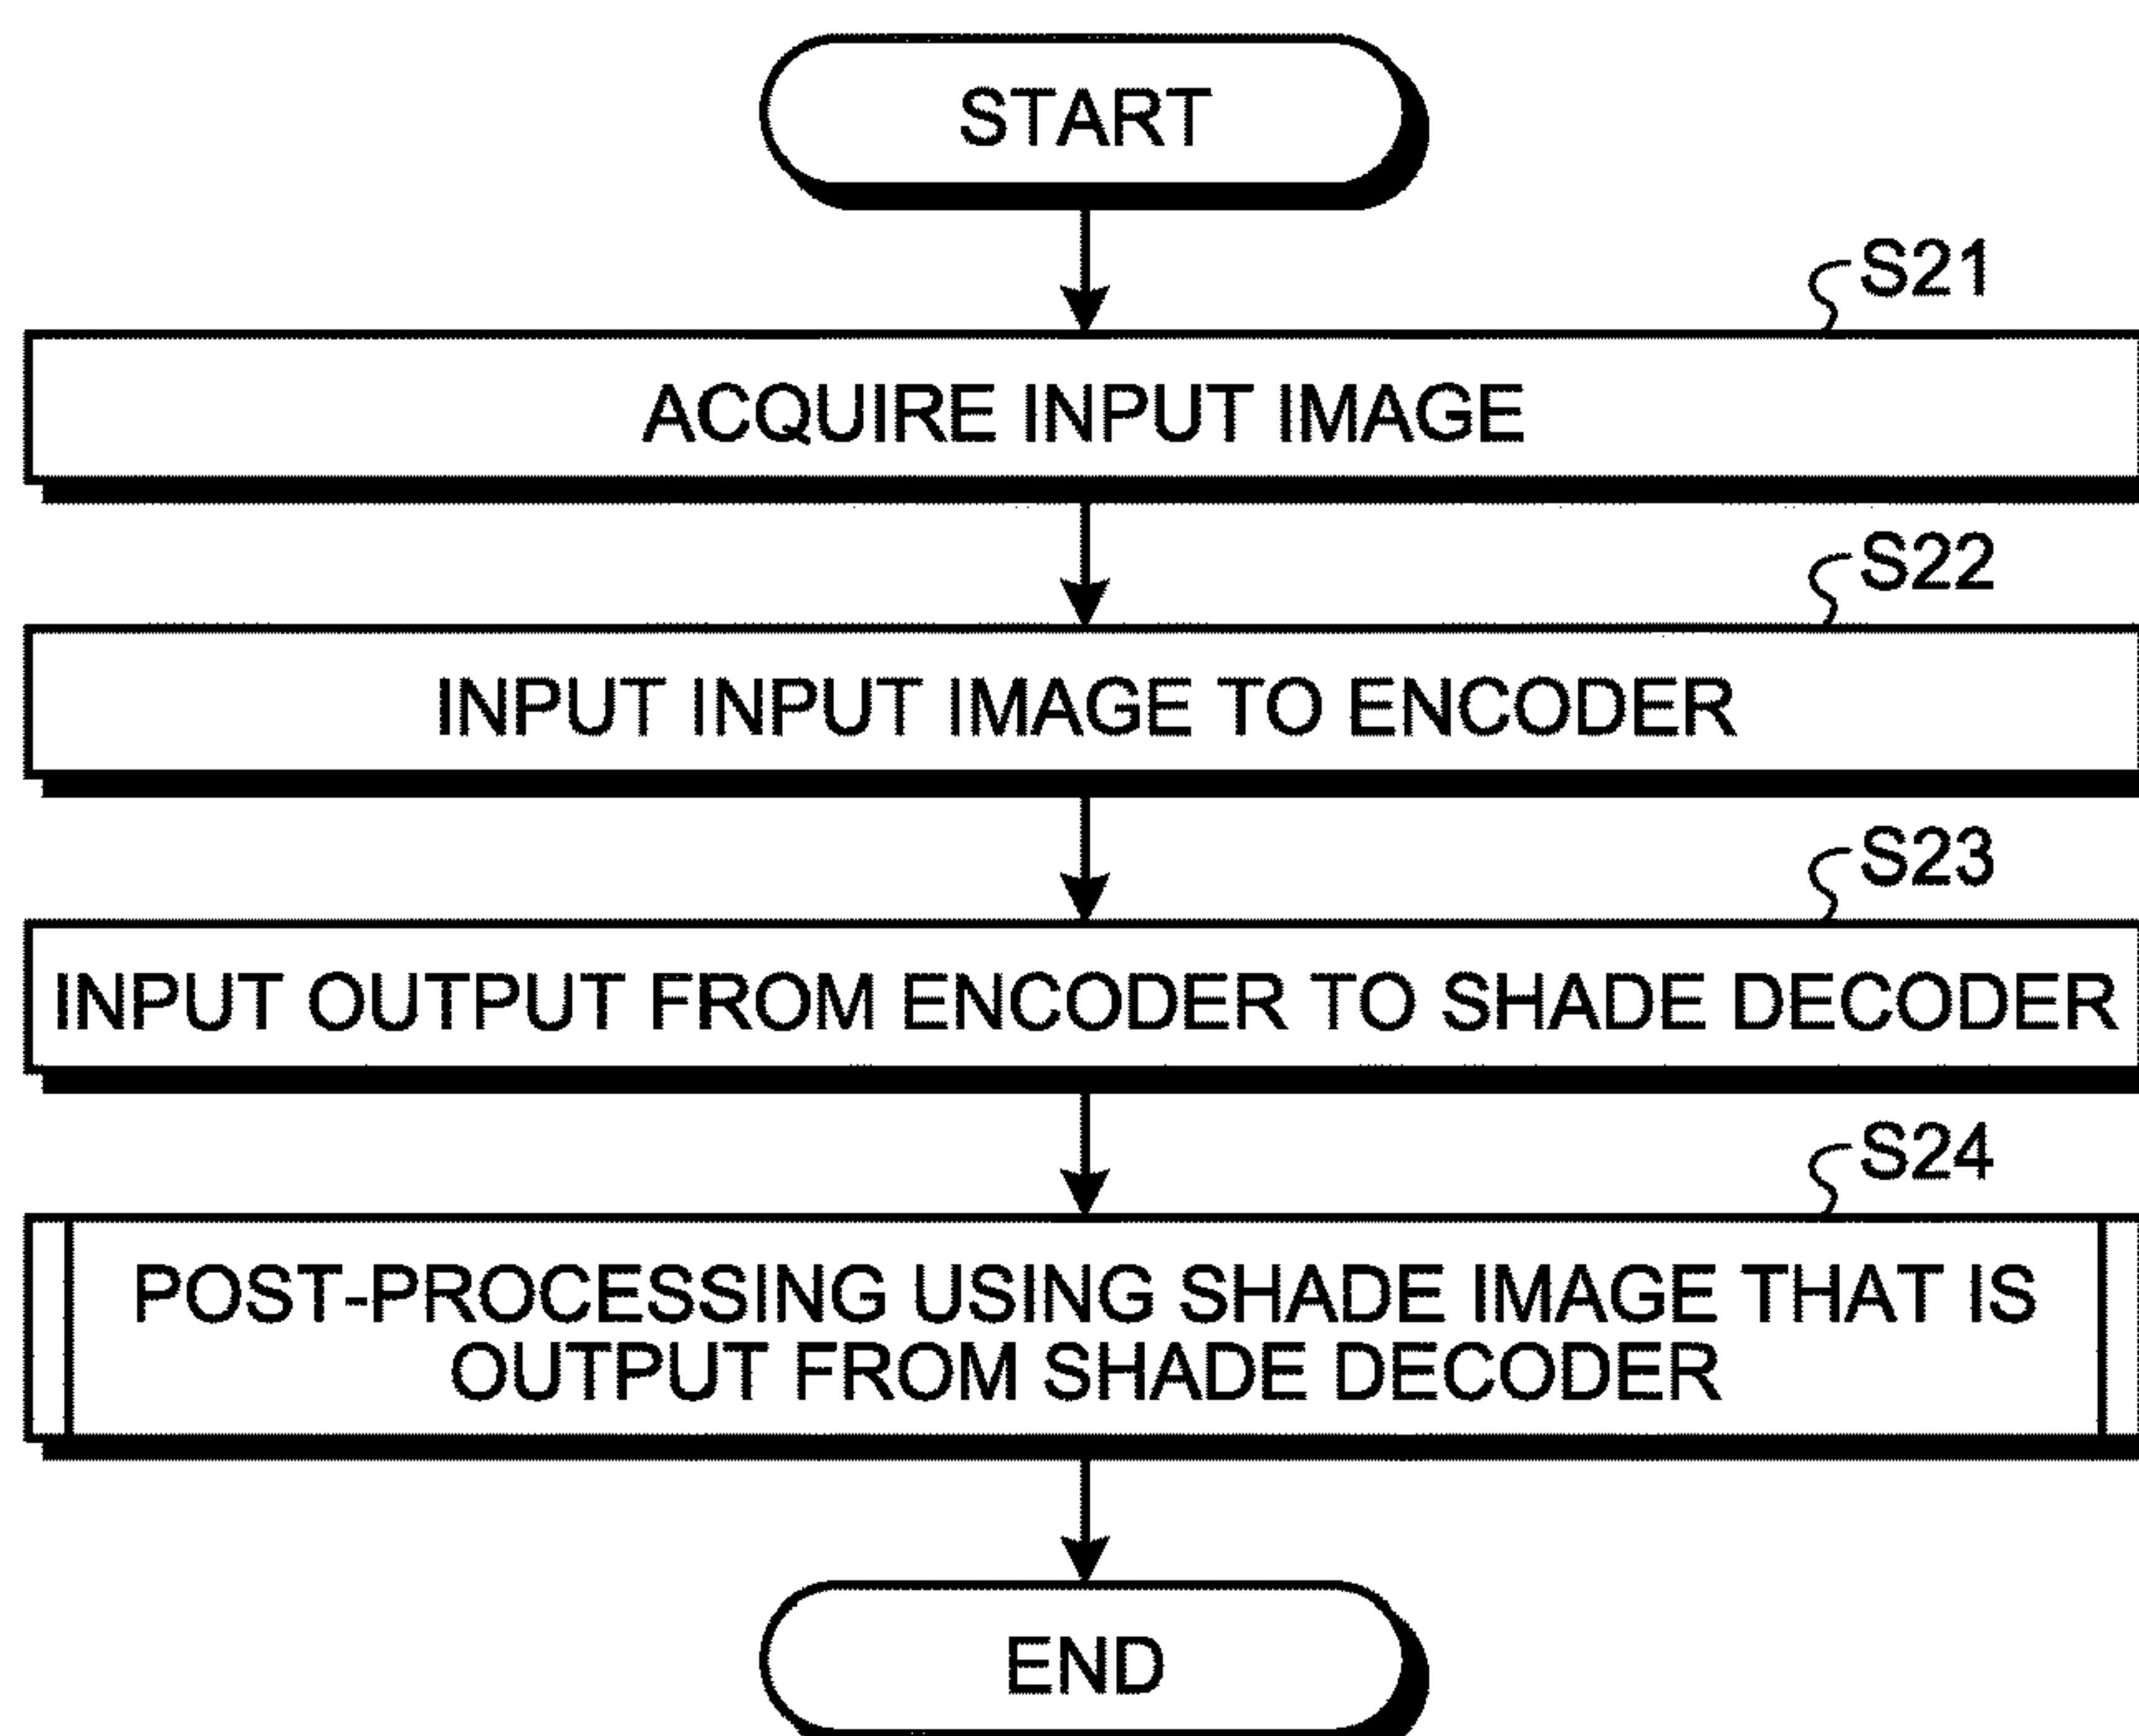 START
S21
ACQUIRE INPUT IMAGE
S22
INPUT INPUT IMAGE TO ENCODER
S23
INPUT OUTPUT FROM ENCODER TO SHADE DECODER
S24
POST-PROCESSING USING SHADE IMAGE THAT IS
OUTPUT FROM SHADE DECODER
END